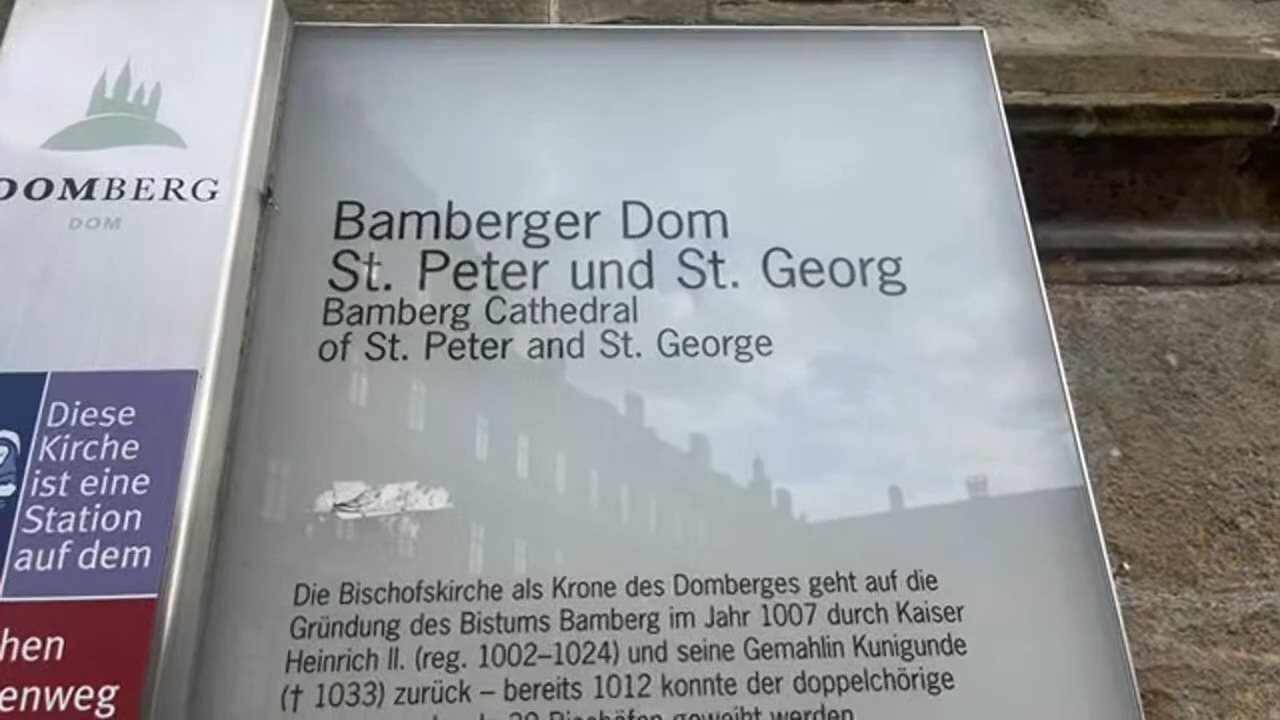 DOMBERG
DOM
Bamberger Dom
St. Peter und St. Georg
Bamberg Cathedral
of St. Peter and St. George
Diese
Kirche
ist eine
Station
auf dem
hen
enweg
Die Bischofskirche als Krone des Domberges geht auf die
Gründung des Bistums Bamberg im Jahr 1007 durch Kaiser
Heinrich II. (reg. 1002–1024) und seine Gemahlin Kunigunde
(† 1033) zurück – bereits 1012 konnte der doppelchörige
geweiht werden